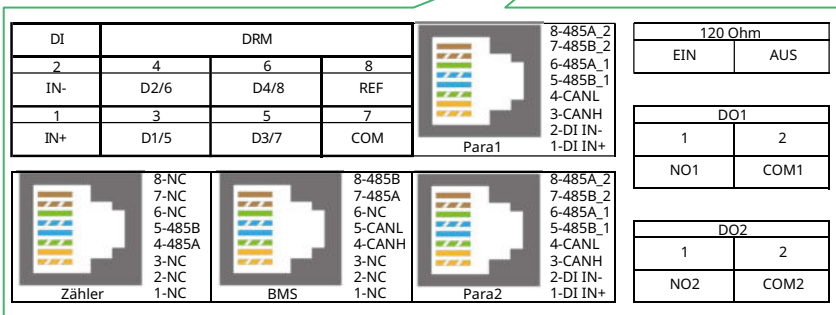 DI DRM
2 4 6 8
IN- D2/6 D4/8 REF
1 3 5 7
IN+ D1/5 D3/7 COM
8-485A_2
7-485B_2
6-485A_1
5-485B_1
4-CANL
3-CANH
2-DI IN-
1-DI IN+
Para1
120 Ohm
EIN AUS
DO1
1 2
NO1 COM1
8-NC
7-NC
6-NC
5-485B
4-485A
3-NC
2-NC
1-NC
Zähler
8-485B
7-485A
6-NC
5-CANL
4-CANH
3-NC
2-NC
1-NC
BMS
8-485A_2
7-485B_2
6-485A_1
5-485B_1
4-CANL
3-CANH
2-DI IN-
1-DI IN+
Para2
DO2
1 2
NO2 COM2